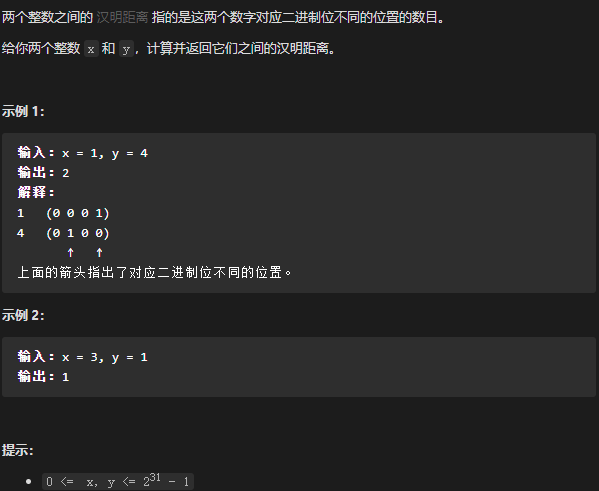 两个整数之间的 汉明距离 指的是这两个数字对应二进制位不同的位置的数目。
给你两个整数 x 和 y，计算并返回它们之间的汉明距离。
示例 1：
输入：x = 1, y = 4
输出：2
解释：
1   (0 0 0 1)
4   (0 1 0 0)
       ↑   ↑
上面的箭头指出了对应二进制位不同的位置。
示例 2：
输入：x = 3, y = 1
输出：1
提示：
• 0 <= x, y <= 2³¹ - 1